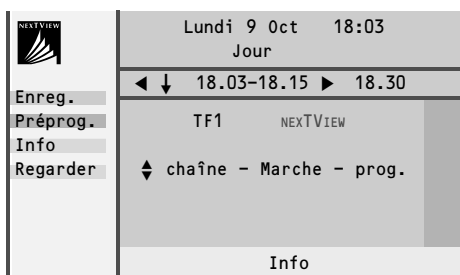 NEXTVIEW
Lundi 9 Oct 18:03
Jour
◀ ↓ 18.03-18.15 ▶ 18.30
Enreg.
Préprog.
Info
Regarder
TF1 NEXTVIEW
chaîne - Marche - prog.
Info